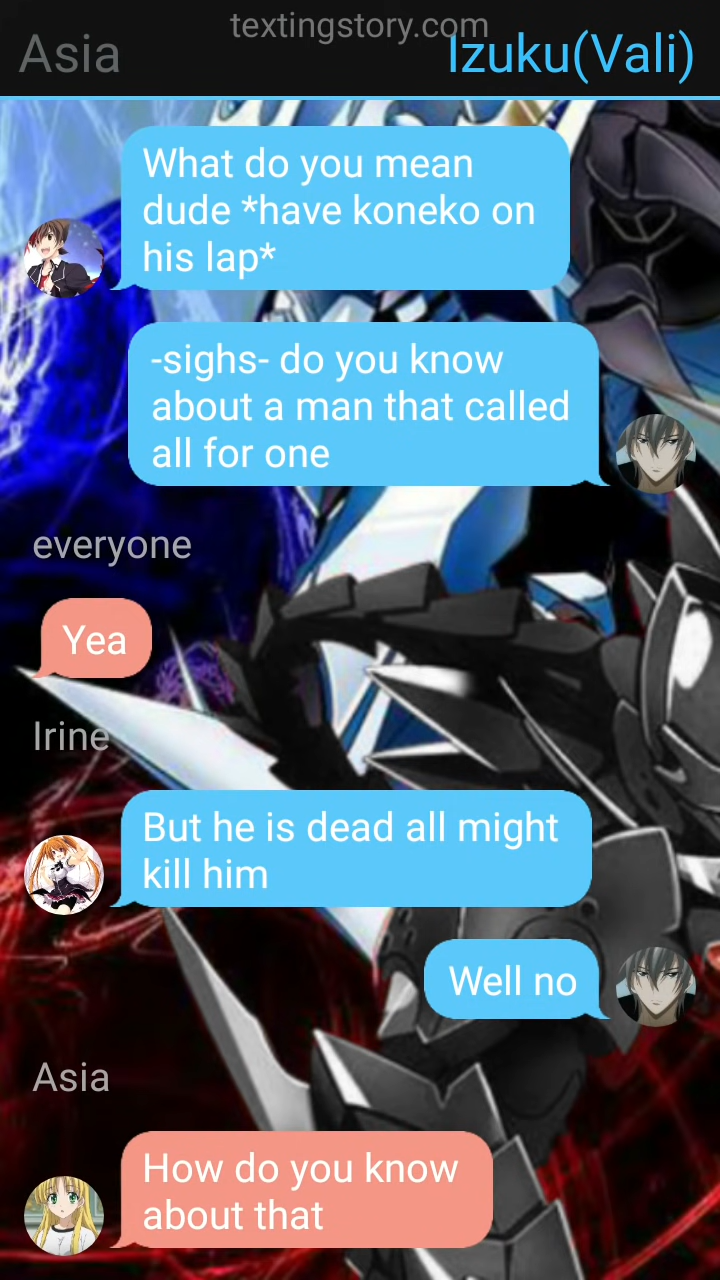 textingstory.com
Asia
Izuku(Vali)
What do you mean
dude *have koneko on
his lap*
-sighs- do you know
about a man that called
all for one
everyone
Yea
Irine
But he is dead all might
kill him
Well no
Asia
How do you know
about that